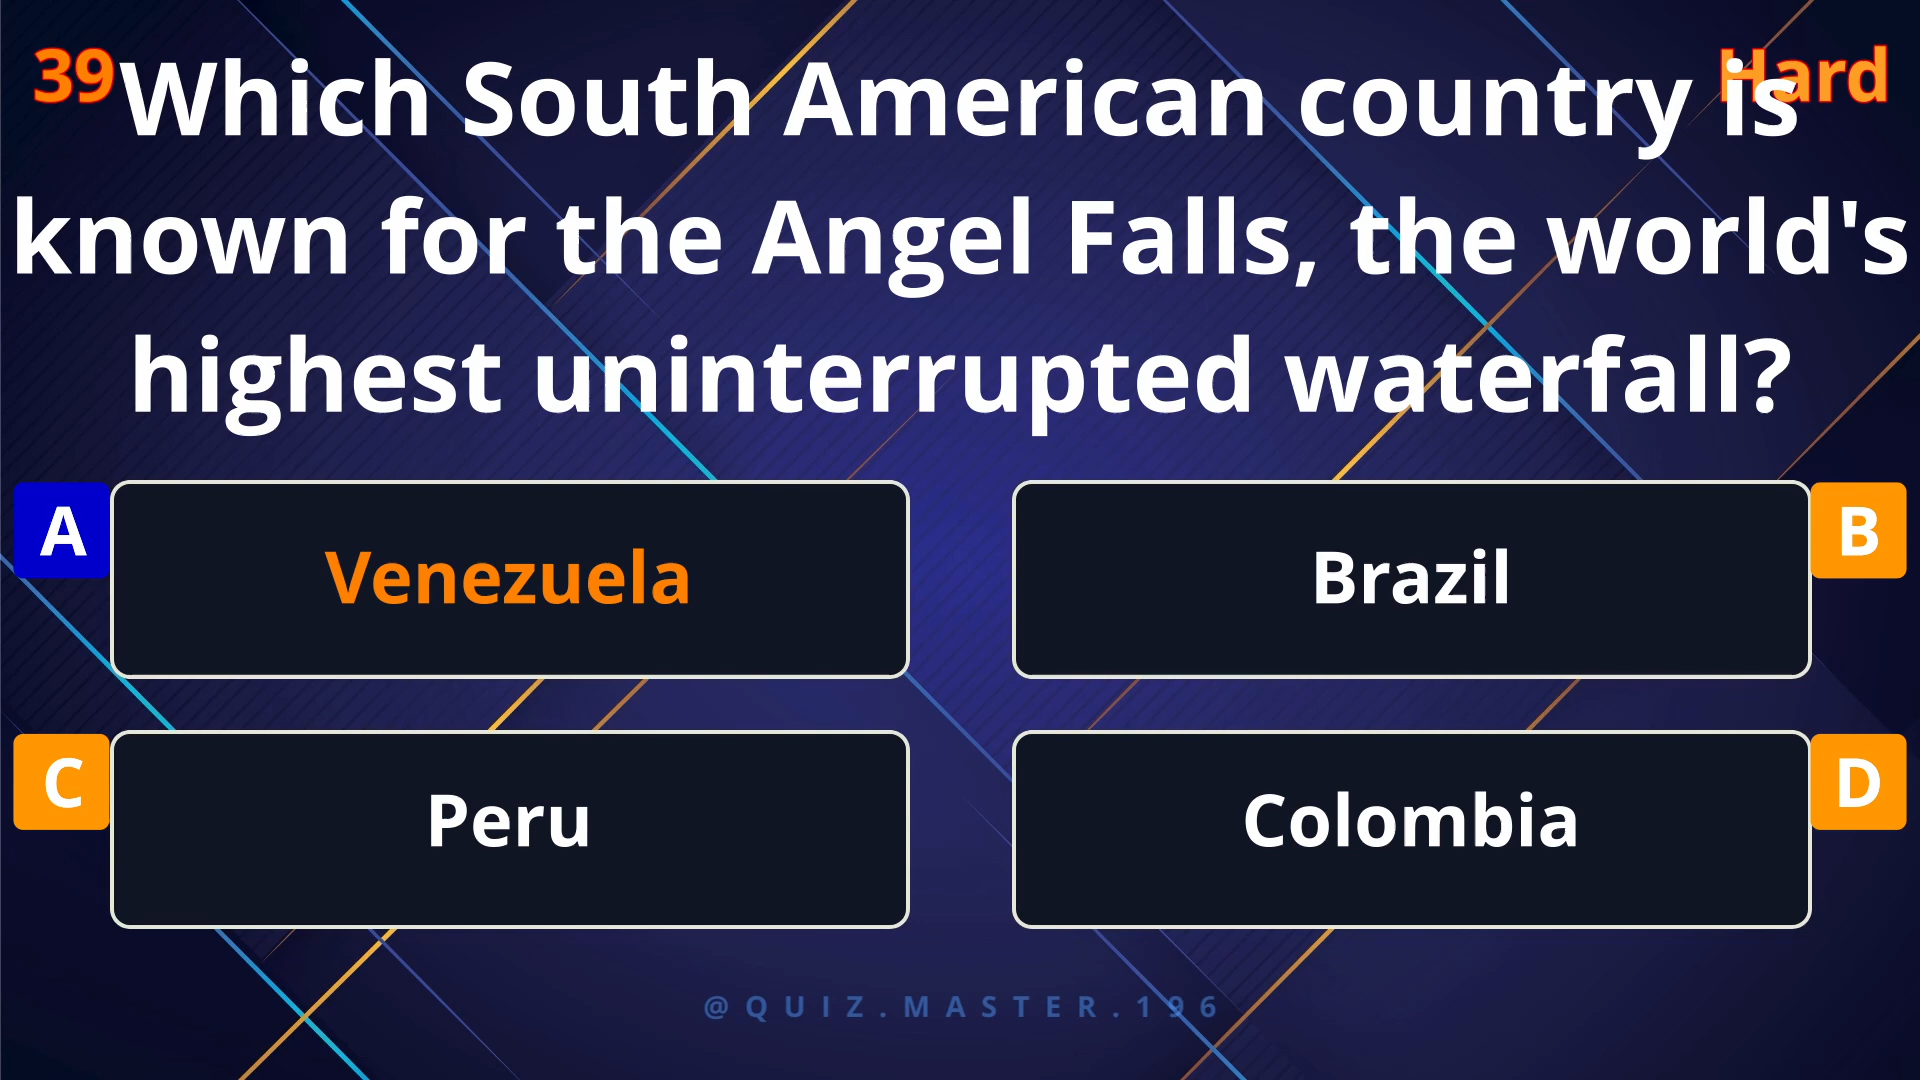 39
Hard
Which South American country is
known for the Angel Falls, the world's
highest uninterrupted waterfall?
A
Venezuela
Brazil
B
C
Peru
Colombia
D
@QUIZ.MASTER.196